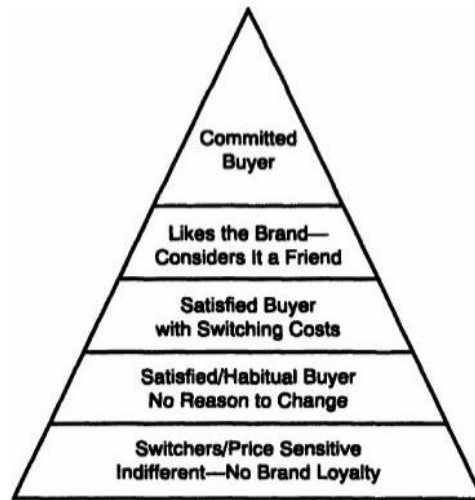 Committed
Buyer
Likes the Brand—
Considers It a Friend
Satisfied Buyer
with Switching Costs
Satisfied/Habitual Buyer
No Reason to Change
Switchers/Price Sensitive
Indifferent—No Brand Loyalty